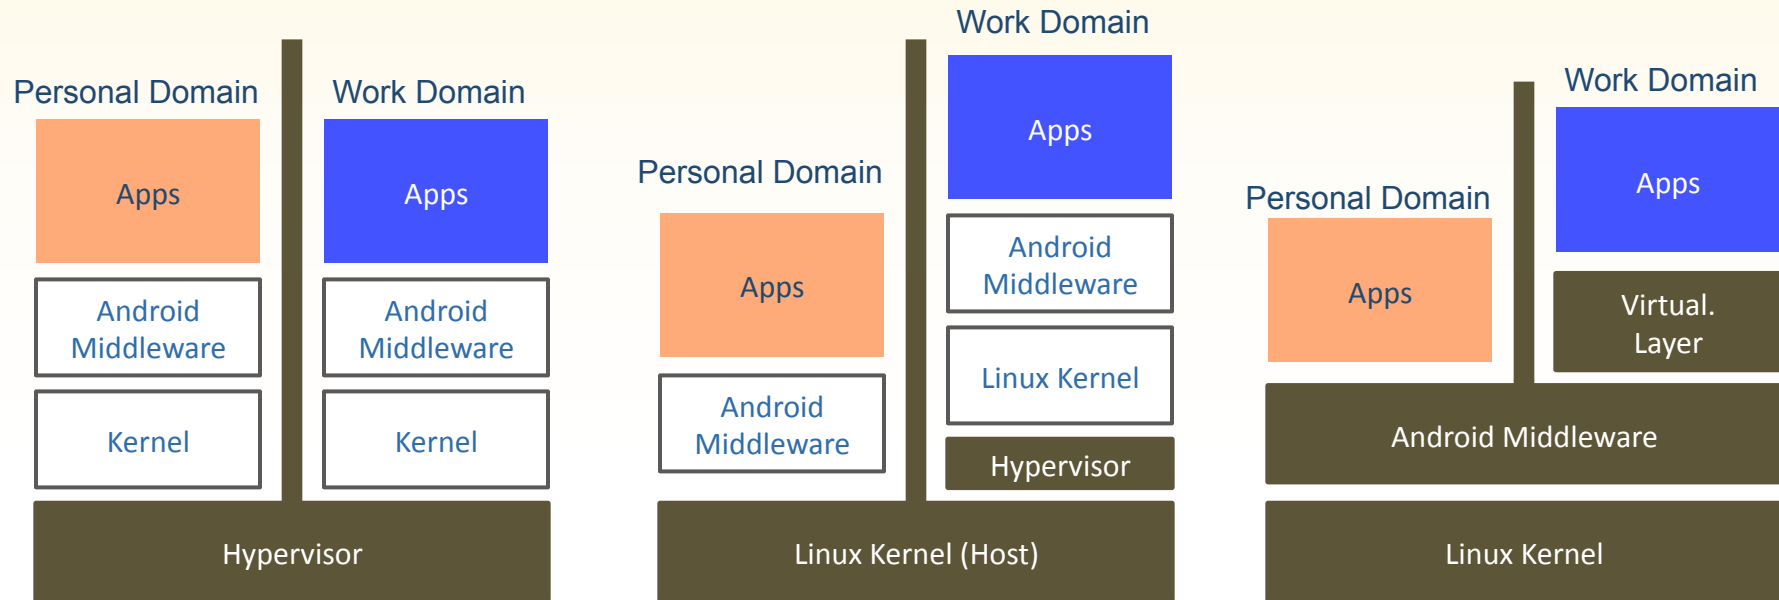 Personal Domain
Work Domain
Apps
Apps
Android
Middleware
Android
Middleware
Kernel
Kernel
Hypervisor
Work Domain
Apps
Personal Domain
Android
Middleware
Apps
Linux Kernel
Android
Middleware
Hypervisor
Linux Kernel (Host)
Work Domain
Apps
Personal Domain
Apps
Virtual.
Layer
Android Middleware
Linux Kernel